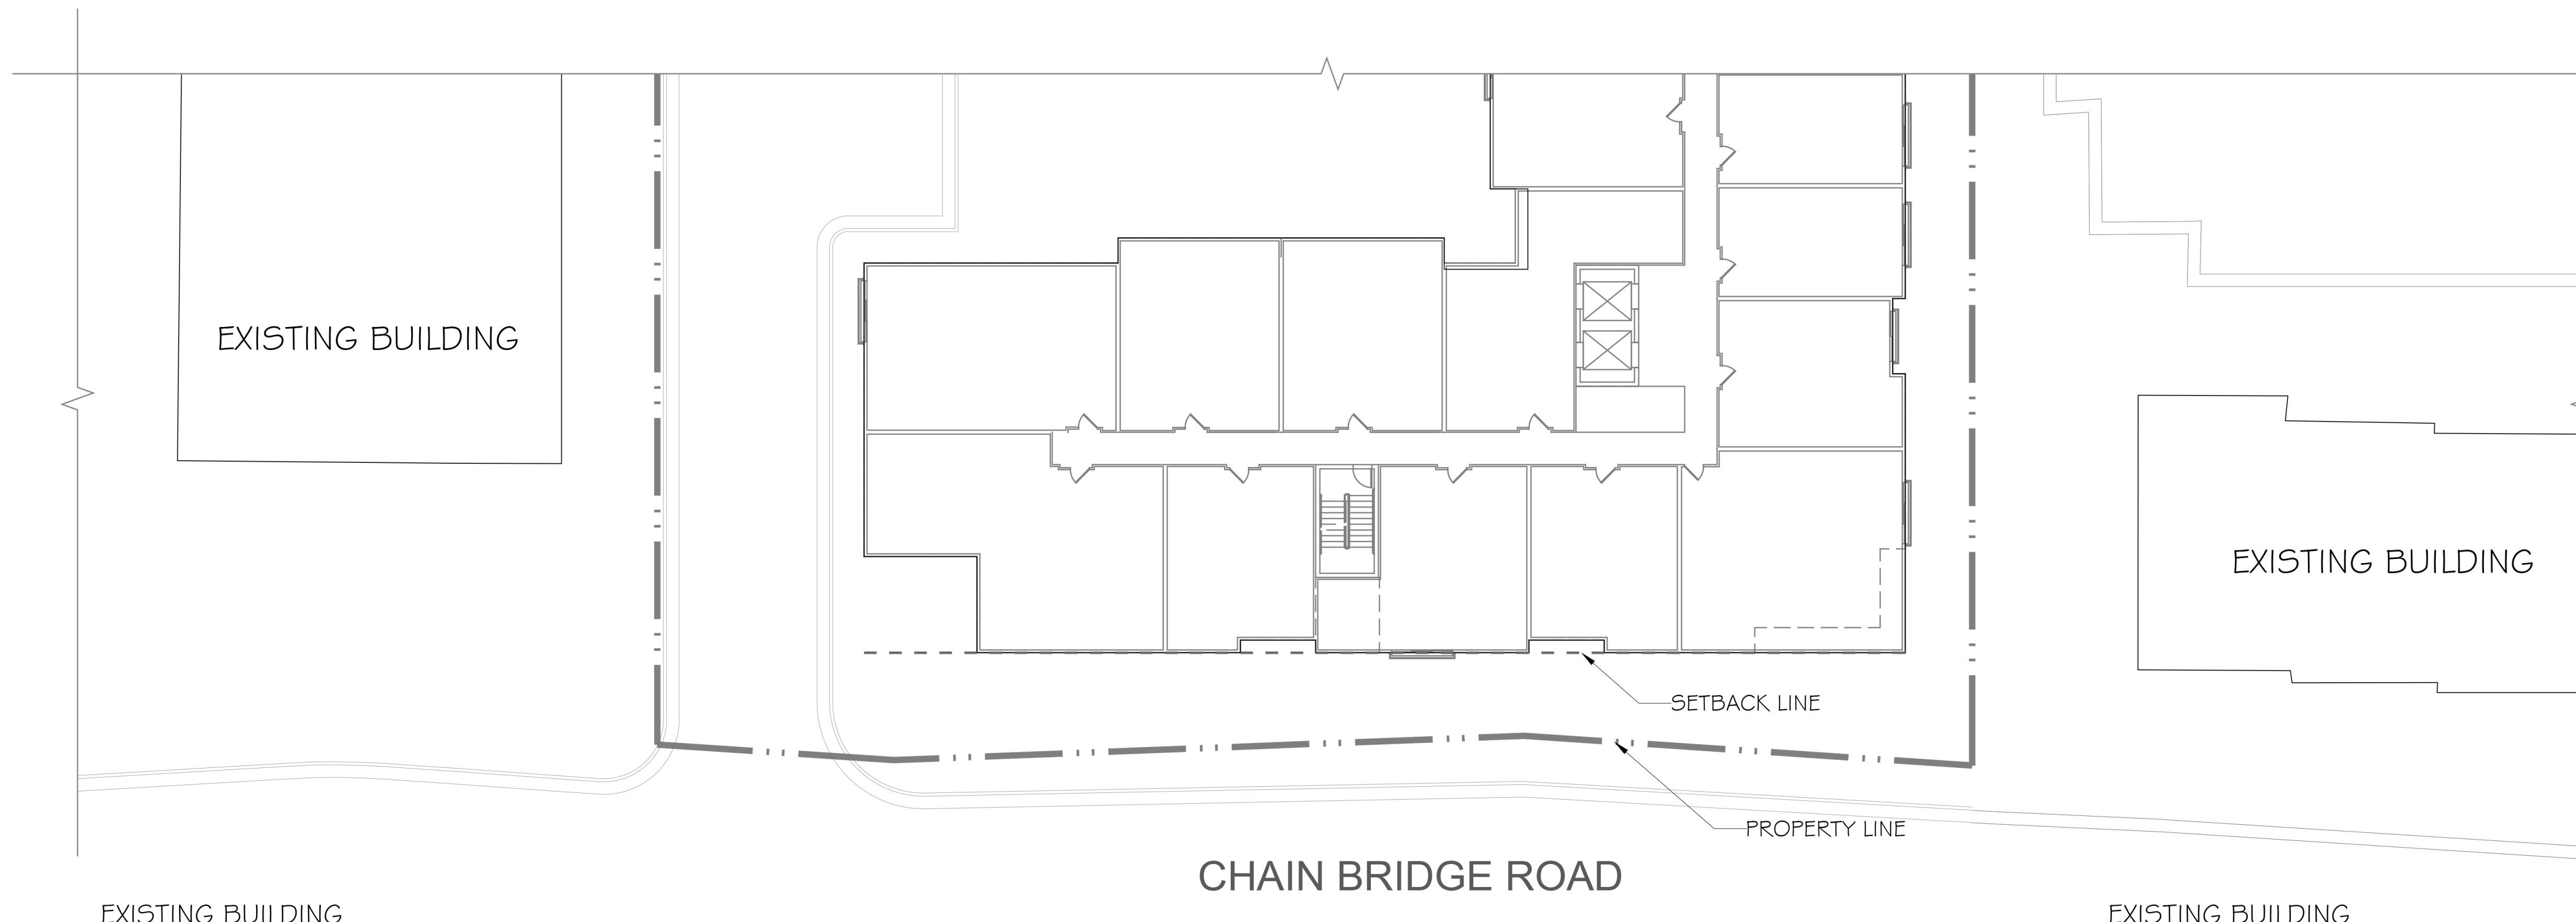 EXISTING BUILDING
EXISTING BUILDING
SETBACK LINE
PROPERTY LINE
CHAIN BRIDGE ROAD
EXISTING BUILDING
EXISTING BUILDING